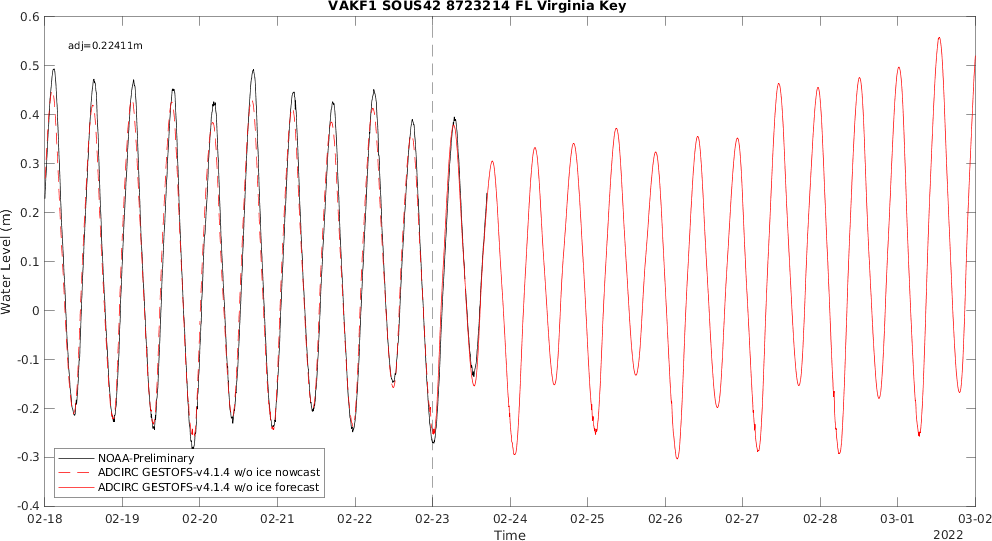 VAKF1 SOUS42 8723214 FL Virginia Key
adj=0.22411m
0.6
0.5
0.4
0.3
0.2
0.1
0
-0.1
-0.2
-0.3
-0.4
Water Level (m)
NOAA-Preliminary
ADCIRC GESTOFS-v4.1.4 w/o ice nowcast
ADCIRC GESTOFS-v4.1.4 w/o ice forecast
02-18 02-19 02-20 02-21 02-22 02-23 02-24 02-25 02-26 02-27 02-28 03-01 03-02
Time
2022